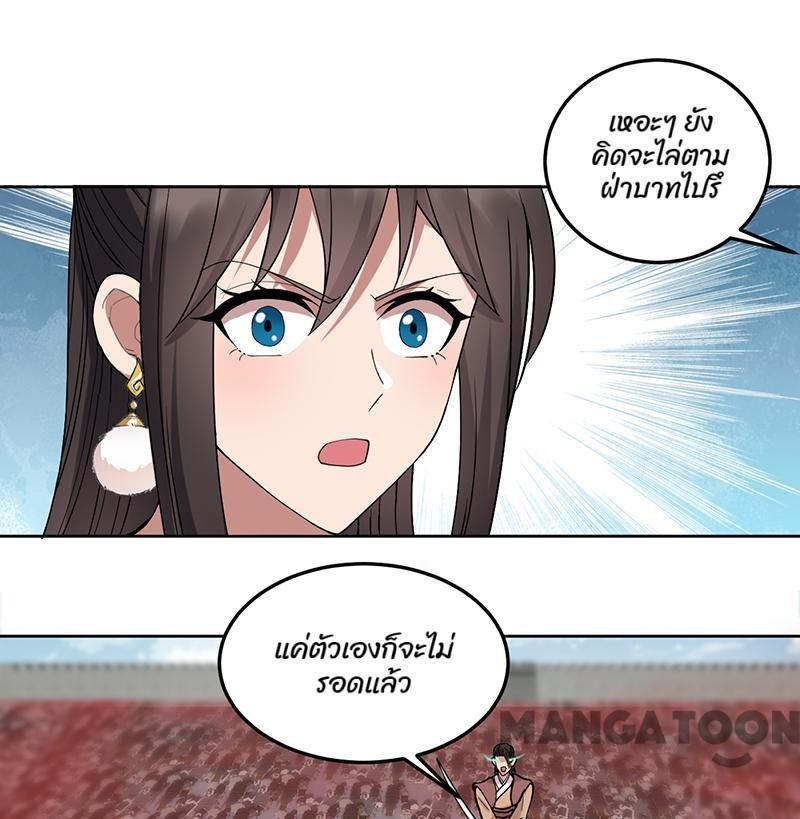 เหอะๆ ยัง
คิดจะไล่ตาม
ฝ่าบาทไปรึ
แค่ตัวเองก็จะไม่
รอดแล้ว
MANGATOON